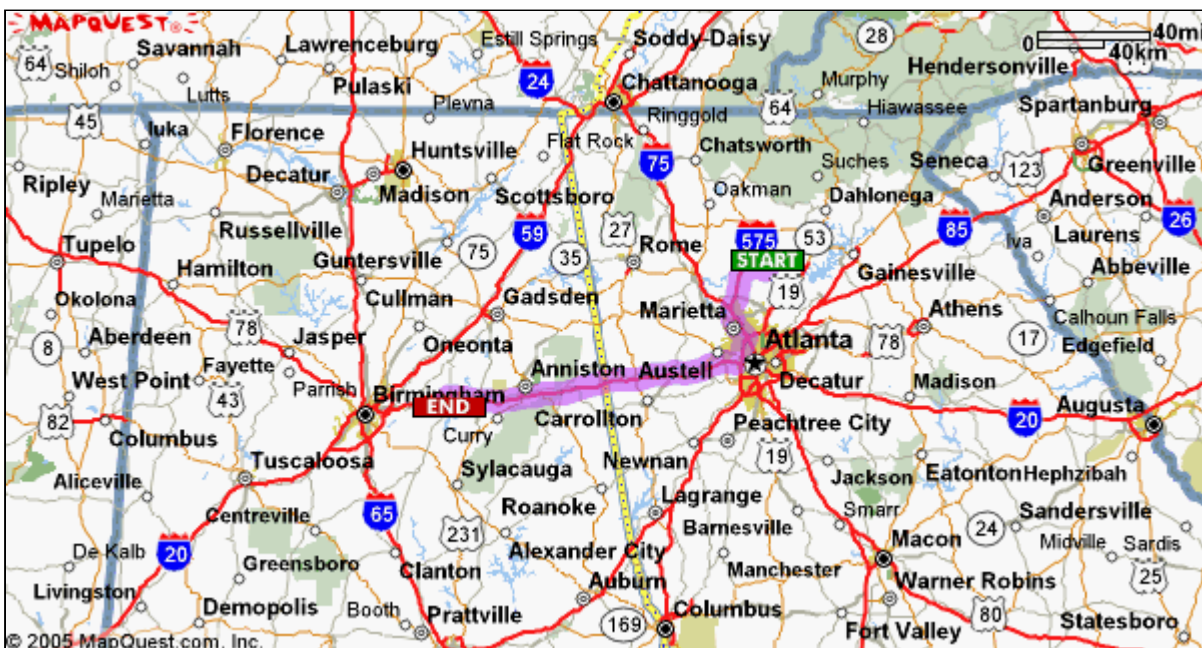 MAPQUEST
64
Savannah
Lawrenceburg
Estill Springs
Soddy-Daisy
28
0
40mi
40km
Shiloh
Pulaski
24
Chattanooga
Murphy
Hendersonville
45
Lutts
Plevna
64
Hiawassee
Spartanburg
Iuka
Florence
Ringgold
Huntsville
Flat Rock
75
Chatsworth
Suches
Seneca
123
Greenville
Ripley
Decatur
Madison
Scottsboro
Oakman
Dahlonega
Anderson
Marietta
Russellville
59
27
Rome
575
53
85
Iva
Laurens
26
Tupelo
Guntersville
75
35
START
Gainesville
Abbeville
Hamilton
Cullman
Gadsden
19
Okolona
78
Marietta
Athens
Calhoun Falls
Aberdeen
Jasper
Oneonta
Atlanta
78
17
Edgefield
8
Fayette
Anniston
Austell
West Point
43
Parrish
Birmingham
Decatur
Madison
82
END
Carrollton
20
Augusta
Columbus
Curry
Peachtree City
Tuscaloosa
Sylacauga
Newnan
19
Eatonton
Hephzibah
Aliceville
Roanoke
Jackson
Centreville
65
Lagrange
Smarr
24
Sandersville
20
231
Barnesville
De Kalb
Alexander City
Macon
Midville
Sardis
Greensboro
Clanton
Manchester
25
Livingston
Auburn
Warner Robins
Demopolis
Booth
Prattville
Columbus
80
169
Fort Valley
Statesboro
© 2005 MapQuest.com, Inc.